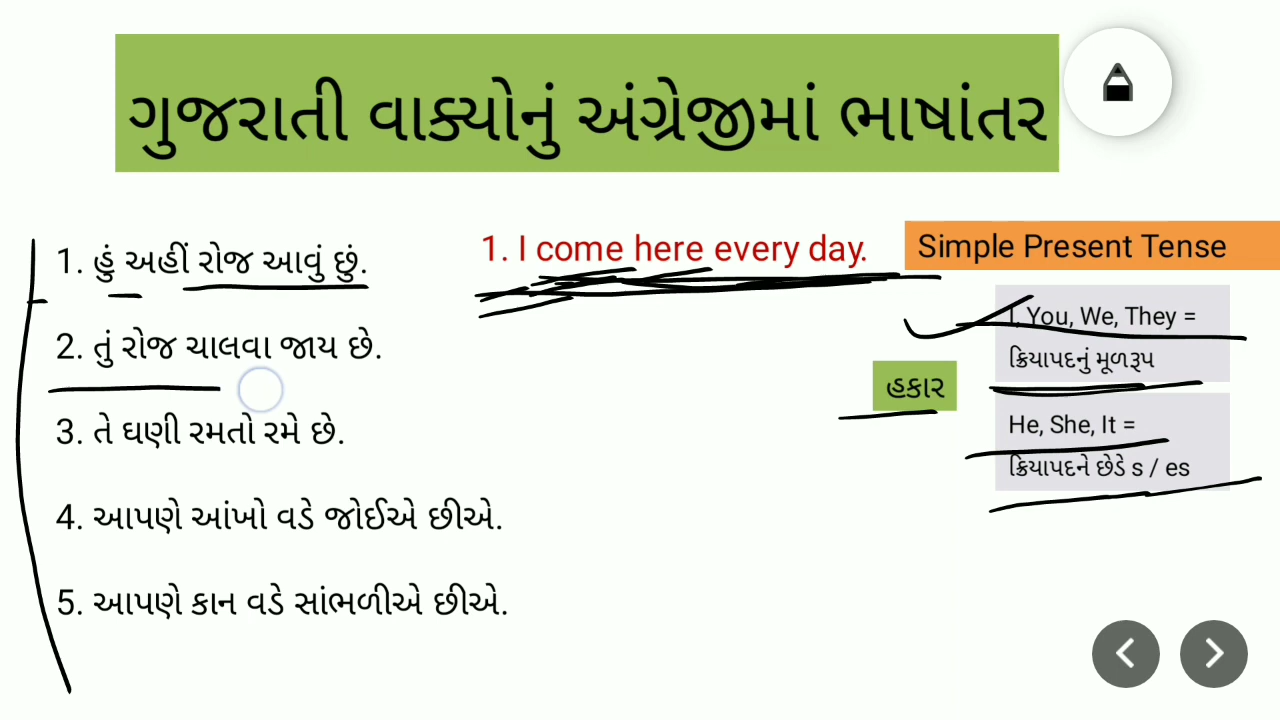 ગુજરાતી વાક્યોનું અંગ્રેજીમાં ભાષાંતર
1. હું અહીં રોજ આવું છું.
2. તું રોજ ચાલવા જાય છે.
3. તે ઘણી રમતો રમે છે.
4. આપણે આંખો વડે જોઈએ છીએ.
5. આપણે કાન વડે સાંભળીએ છીએ.
1. I come here every day.
Simple Present Tense
હકાર
I, You, We, They =
ક્રિયાપદનું મૂળરૂપ
He, She, It =
ક્રિયાપદને છેડે s / es